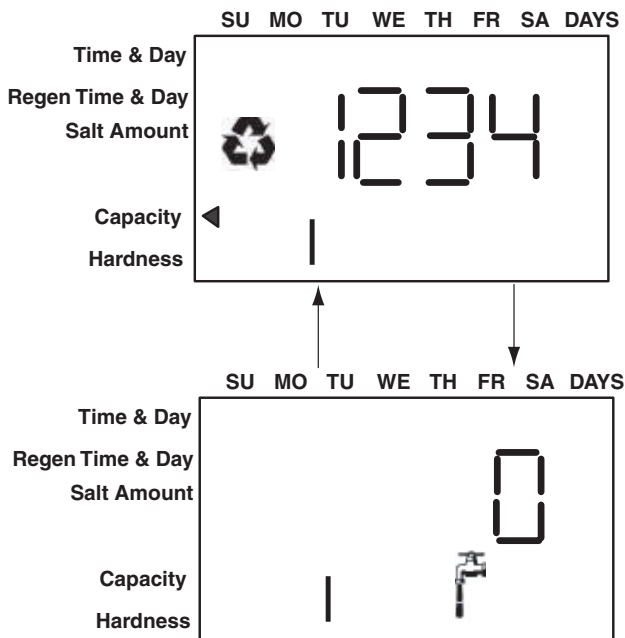 SU MO TU WE TH FR SA DAYS
Time & Day
Regen Time & Day
1234
Salt Amount
Capacity
1
Hardness
SU MO TU WE TH FR SA DAYS
Time & Day
Regen Time & Day
0
Salt Amount
Capacity
1
Hardness